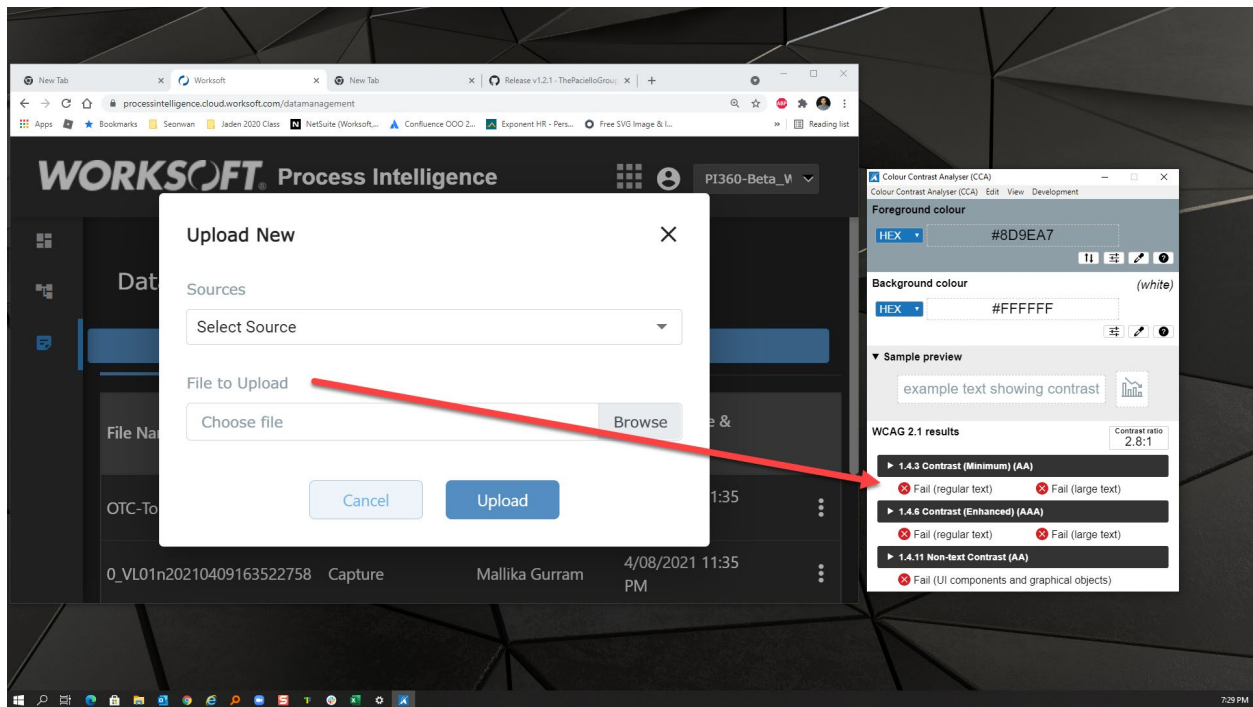 New Tab
Worksoft
New Tab
Release v1.2.1 · ThePacielloGroup
processintelligence.cloud.worksoft.com/datamanagement
Apps Bookmarks Seonwan Jaden 2020 Class NetSuite (Worksoft,... Confluence OOO 2... Exponent HR - Pers... Free SVG Image & I... » Reading list
WORKSOFT® Process Intelligence
PI360-Beta_W
Dat
Upload New
Sources
Select Source
File to Upload
Choose file
Browse
Cancel
Upload
File Nar
e &
OTC-To
1:35
0_VL01n20210409163522758 Capture Mallika Gurram 4/08/2021 11:35
PM
Colour Contrast Analyser (CCA)
Colour Contrast Analyser (CCA) Edit View Development
Foreground colour
HEX #8D9EA7
Background colour (white)
HEX #FFFFFF
Sample preview
example text showing contrast
WCAG 2.1 results
Contrast ratio
2.8:1
1.4.3 Contrast (Minimum) (AA)
Fail (regular text) Fail (large text)
1.4.6 Contrast (Enhanced) (AAA)
Fail (regular text) Fail (large text)
1.4.11 Non-text Contrast (AA)
Fail (UI components and graphical objects)
7:29 PM